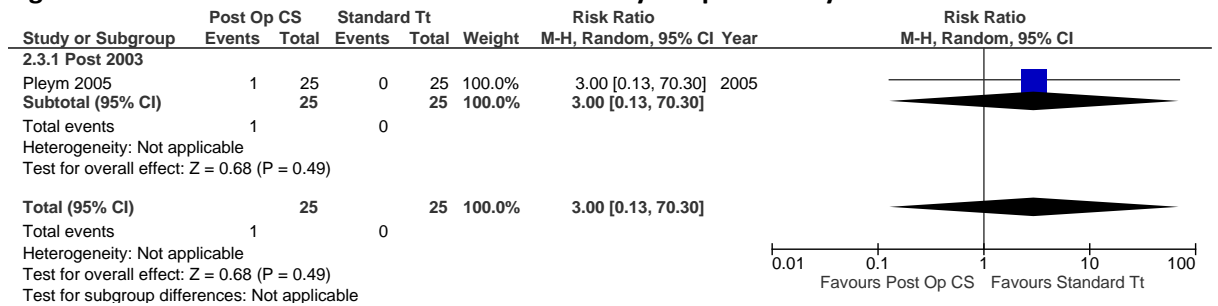 Post Op CS Standard Tt Risk Ratio Risk Ratio
Study or Subgroup Events Total Events Total Weight M-H, Random, 95% CI Year M-H, Random, 95% CI
2.3.1 Post 2003
Pleym 2005 1 25 0 25 100.0% 3.00 [0.13, 70.30] 2005
Subtotal (95% CI) 25 25 100.0% 3.00 [0.13, 70.30]
Total events 1 0
Heterogeneity: Not applicable
Test for overall effect: Z = 0.68 (P = 0.49)
Total (95% CI) 25 25 100.0% 3.00 [0.13, 70.30]
Total events 1 0
Heterogeneity: Not applicable
Test for overall effect: Z = 0.68 (P = 0.49)
Test for subgroup differences: Not applicable
0.01 0.1 1 10 100
Favours Post Op CS Favours Standard Tt